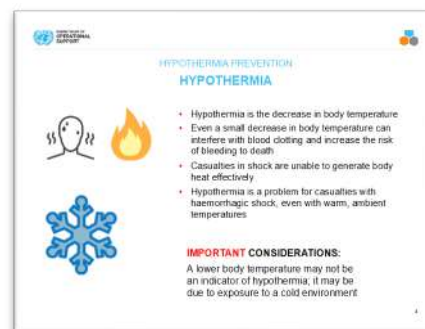 OPERATIONAL
SUPPORT
HYPOTHERMIA PREVENTION
HYPOTHERMIA
• Hypothermia is the decrease in body temperature
• Even a small decrease in body temperature can
interfere with blood clotting and increase the risk
of bleeding to death
• Casualties in shock are unable to generate body
heat effectively
• Hypothermia is a problem for casualties with
haemorrhagic shock, even with warm, ambient
temperatures
IMPORTANT CONSIDERATIONS:
A lower body temperature may not be
an indicator of hypothermia; it may be
due to exposure to a cold environment